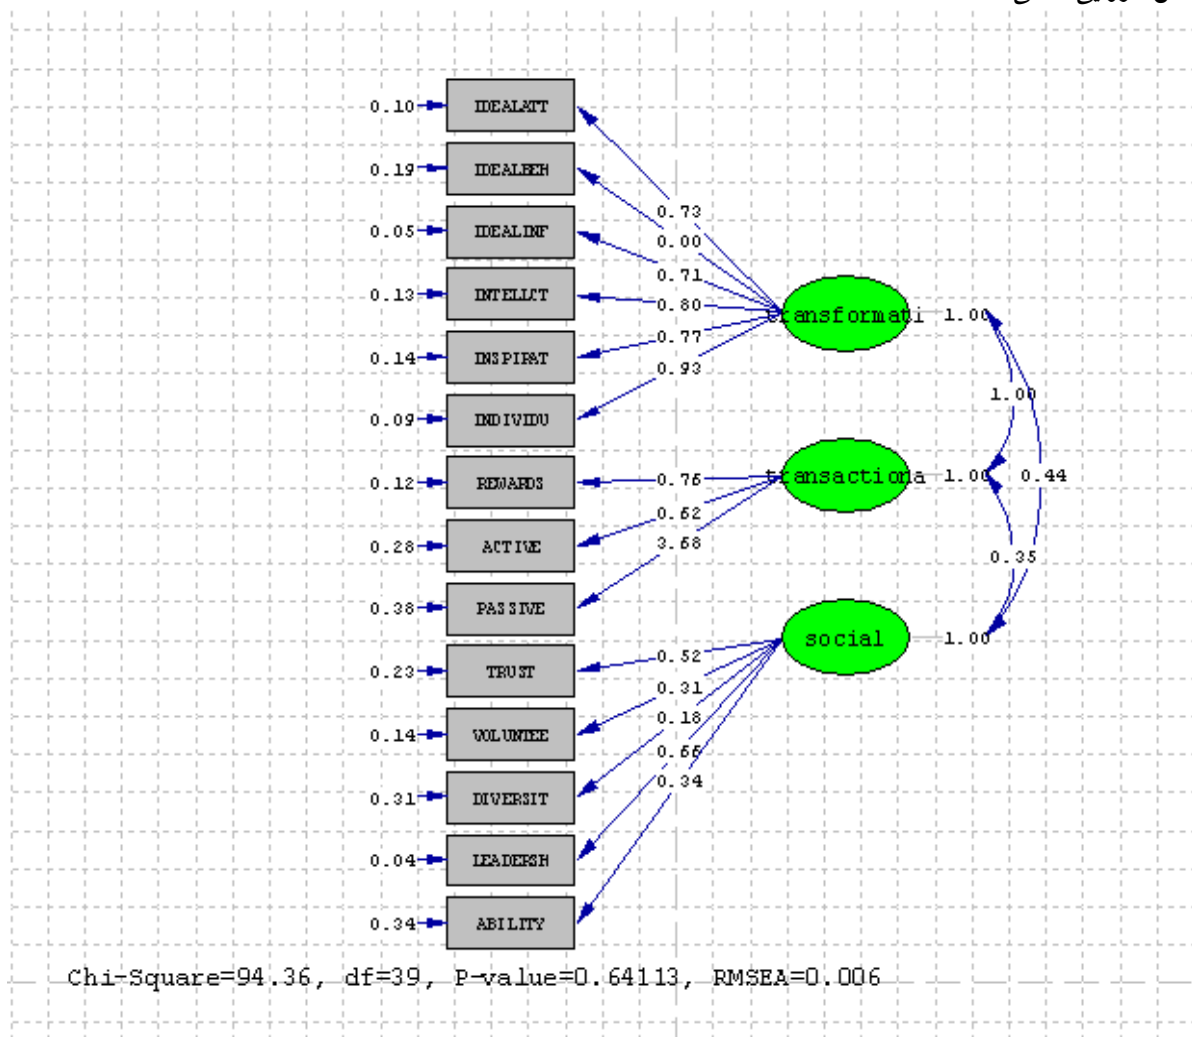 0.10 IDEALATT
0.19 IDEALBEH
0.05 IDEALINF
0.13 INTELLCT
0.14 INSPIRAT
0.09 INDIVIDU
0.12 REWARDS
0.28 ACTIVE
0.38 PASSIVE
0.23 TRUST
0.14 VOLUNTEE
0.31 DIVERSIT
0.04 LEADERSH
0.34 ABILITY
0.73
0.00
0.71
0.80
0.77
0.93
0.76
0.62
3.68
0.52
0.31
0.18
0.66
0.34
transformati 1.00
transactiona 1.00
social 1.00
1.00
0.44
0.35
Chi-Square=94.36, df=39, P-value=0.64113, RMSEA=0.006